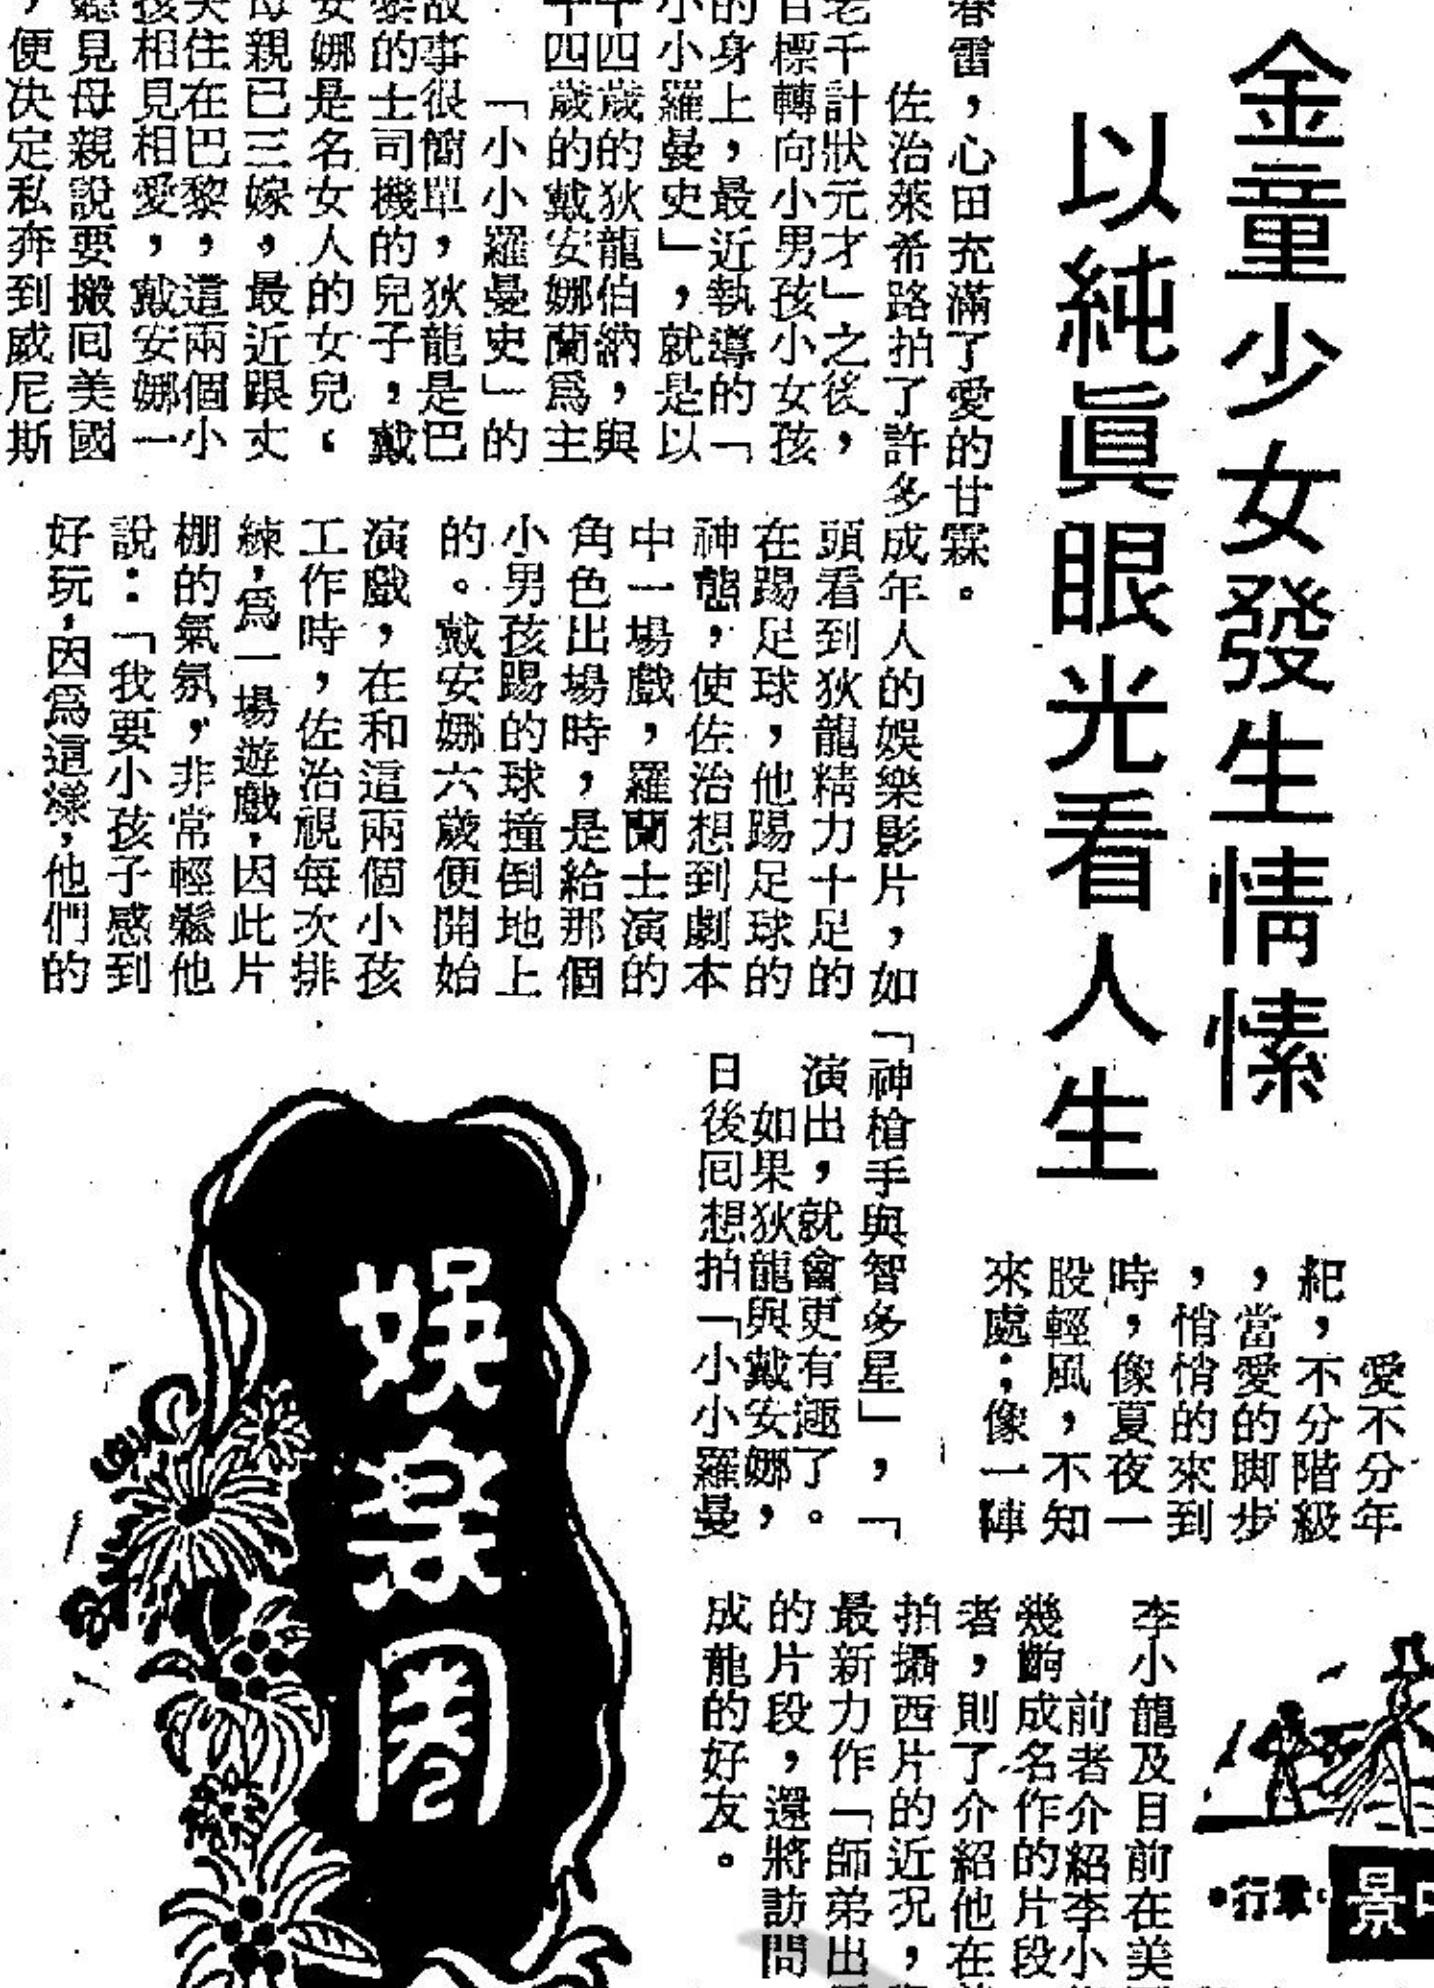 金童少女發生情愫
以純眞眼光看人生
愛不分年
紀，不分階級
，當愛的脚步
，悄悄的來到
時，像夏夜一
股輕風，不知
來處；像一陣
春雷，心田充滿了愛的甘霖。
佐治萊希路拍了許多成年人的娛樂影片，如「神槍手與智多星」，「
老千計狀元才」之後，
目標轉向小男孩小女孩
的身上，最近執導的「
小小羅曼史」，就是以
十四歲的狄龍伯納，與
十四歲的戴安娜蘭爲主
「小小羅曼史」的
故事很簡單，狄龍是巴
黎的士司機的兒子，戴
安娜是名女人的女兒，
母親已三嫁，最近跟丈
夫住在巴黎，這兩個小
孩相見相愛，戴安娜一
聽見母親說要搬囘美國
，便決定私奔到威尼斯
頭看到狄龍精力十足的
在踢足球，他踢足球的
神態，使佐治想到劇本
中一場戲，羅蘭士演的
角色出場時，是給那個
小男孩踢的球撞倒地上
的。戴安娜六歲便開始
演戲，在和這兩個小孩
工作時，佐治視每次排
練，爲一場遊戲，因此片
棚的氣氛，非常輕鬆他
說：「我要小孩子感到
好玩，因爲這樣，他們的
演出，就會更有趣了。
如果狄龍與戴安娜，
日後囘想拍「小小羅曼
娛樂圈
李小龍及目前在美
前者介紹李小
幾齣成名作的片段
者，則了介紹他在
拍攝西片的近況，
最新力作「師弟出
的片段，還將訪問
成龍的好友。
景
行